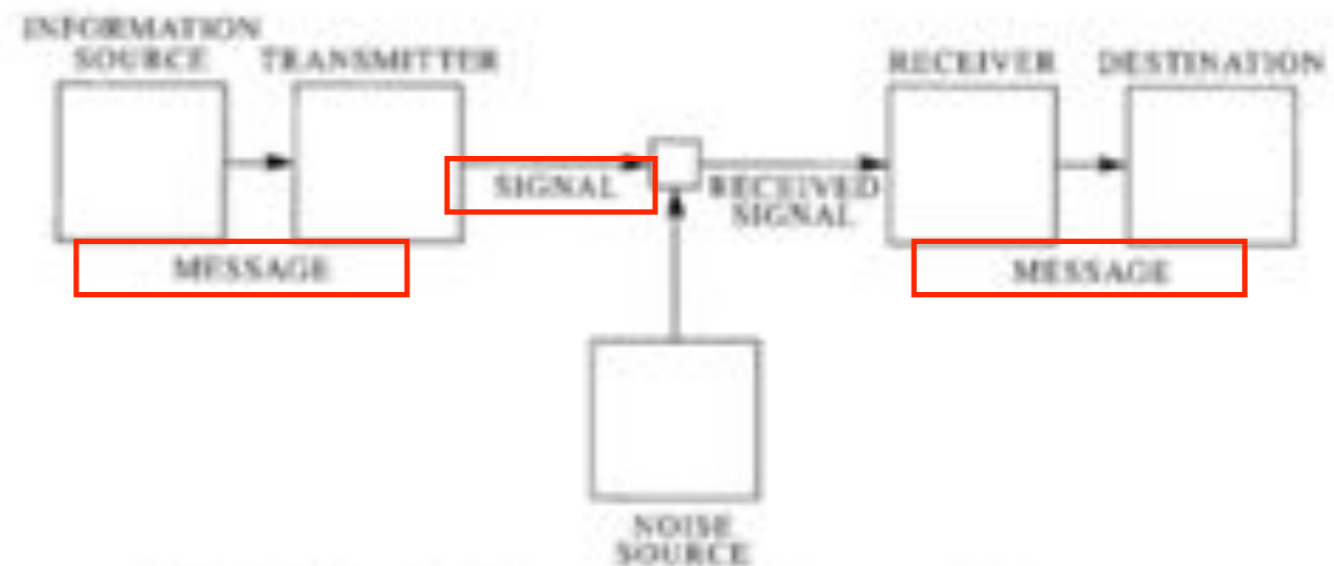 INFORMATION
SOURCE
TRANSMITTER
RECEIVER
DESTINATION
SIGNAL
RECEIVED
SIGNAL
MESSAGE
MESSAGE
NOISE
SOURCE